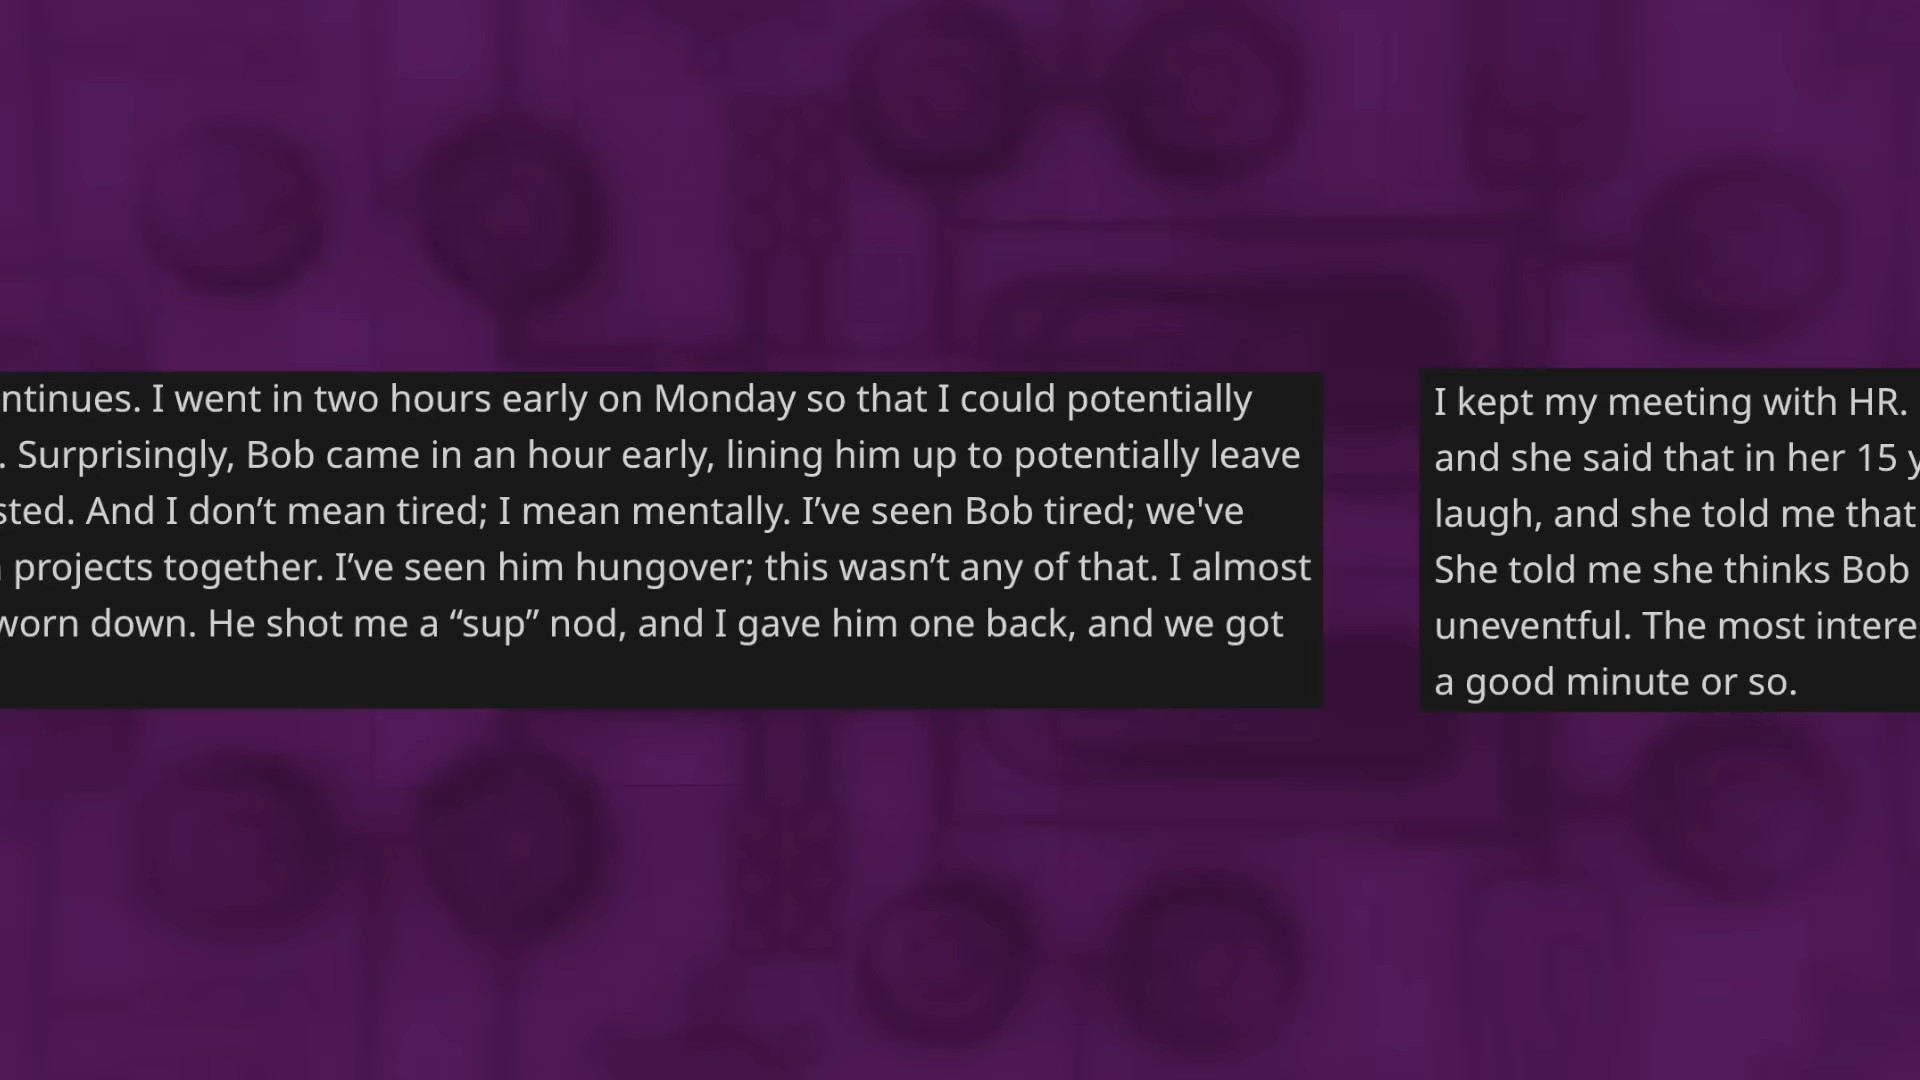 ntinues. I went in two hours early on Monday so that I could potentially
. Surprisingly, Bob came in an hour early, lining him up to potentially leave
sted. And I don’t mean tired; I mean mentally. I’ve seen Bob tired; we've
projects together. I’ve seen him hungover; this wasn’t any of that. I almost
worn down. He shot me a “sup” nod, and I gave him one back, and we got
I kept my meeting with HR.
and she said that in her 15 y
laugh, and she told me that
She told me she thinks Bob
uneventful. The most intere
a good minute or so.